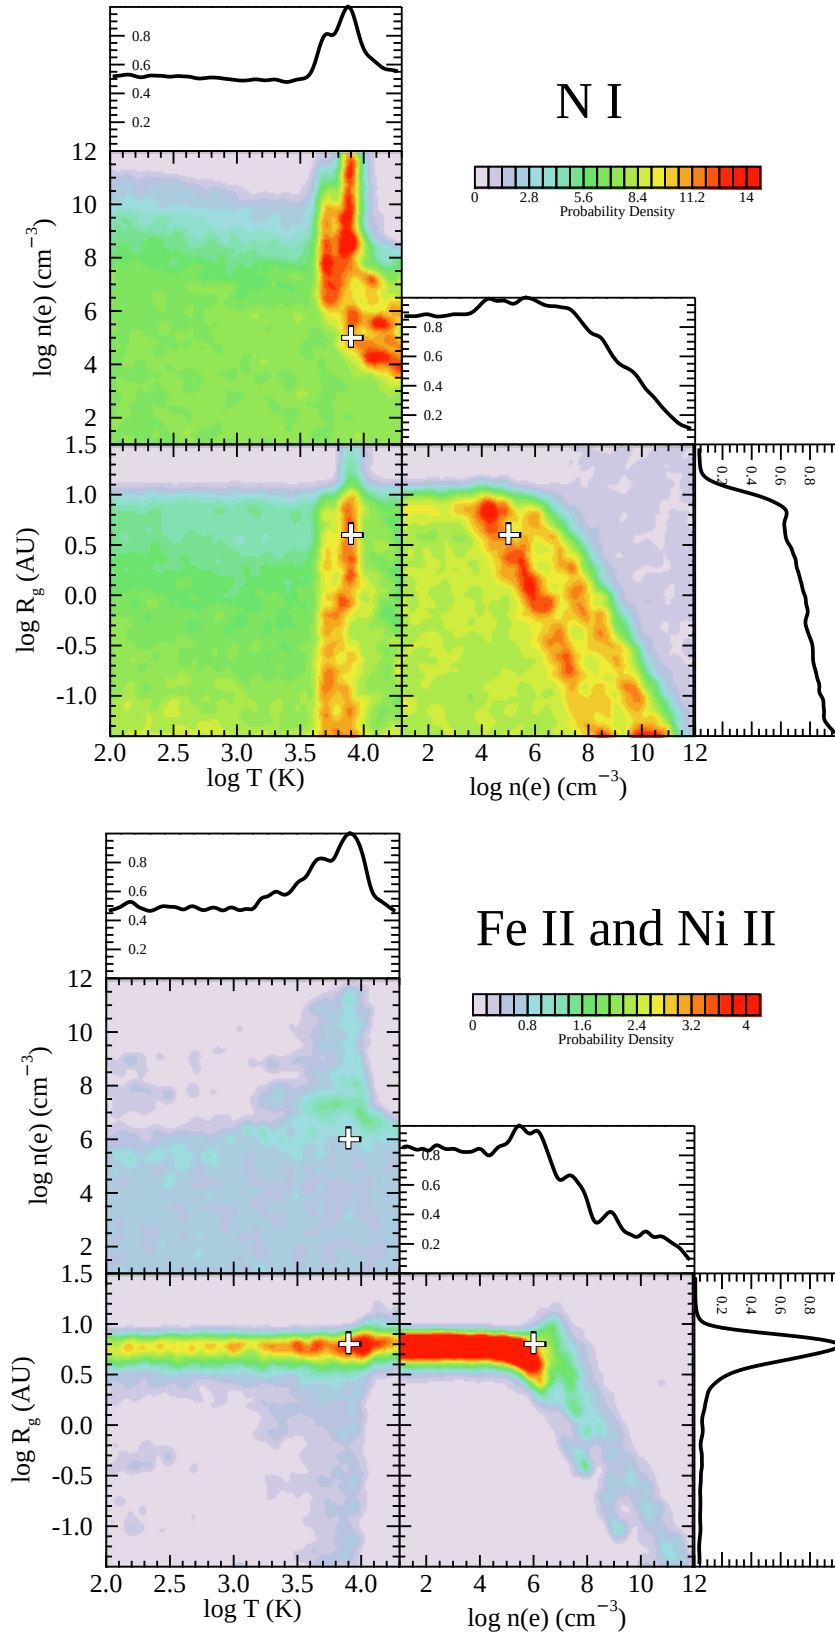 0.8
0.6
0.4
0.2
N I
0 2.8 5.6 8.4 11.2 14
Probability Density
12
10
8
6
4
2
log n(e) (cm−3)
0.8
0.6
0.4
0.2
1.5
1.0
0.5
0.0
-0.5
-1.0
log Rg (AU)
0.2 0.4 0.6 0.8
2.0 2.5 3.0 3.5 4.0
log T (K)
2 4 6 8 10 12
log n(e) (cm−3)
0.8
0.6
0.4
0.2
Fe II and Ni II
0 0.8 1.6 2.4 3.2 4
Probability Density
12
10
8
6
4
2
log n(e) (cm−3)
0.8
0.6
0.4
0.2
1.5
1.0
0.5
0.0
-0.5
-1.0
log Rg (AU)
0.2 0.4 0.6 0.8
2.0 2.5 3.0 3.5 4.0
log T (K)
2 4 6 8 10 12
log n(e) (cm−3)